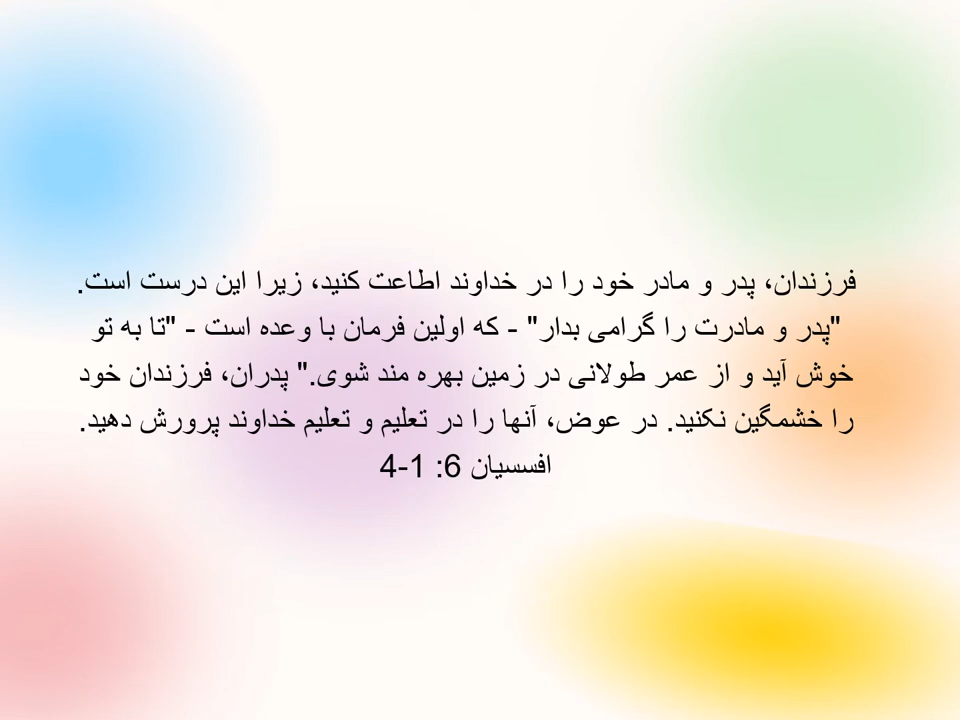 فرزندان، پدر و مادر خود را در خداوند اطاعت کنید، زیرا این درست است.
"پدر و مادرت را گرامی بدار" - که اولین فرمان با وعده است - "تا به تو
خوش آید و از عمر طولانی در زمین بهره مند شوی." پدران، فرزندان خود
را خشمگین نکنید. در عوض، آنها را در تعلیم و تعلیم خداوند پرورش دهید.
افسسیان 6: 1-4